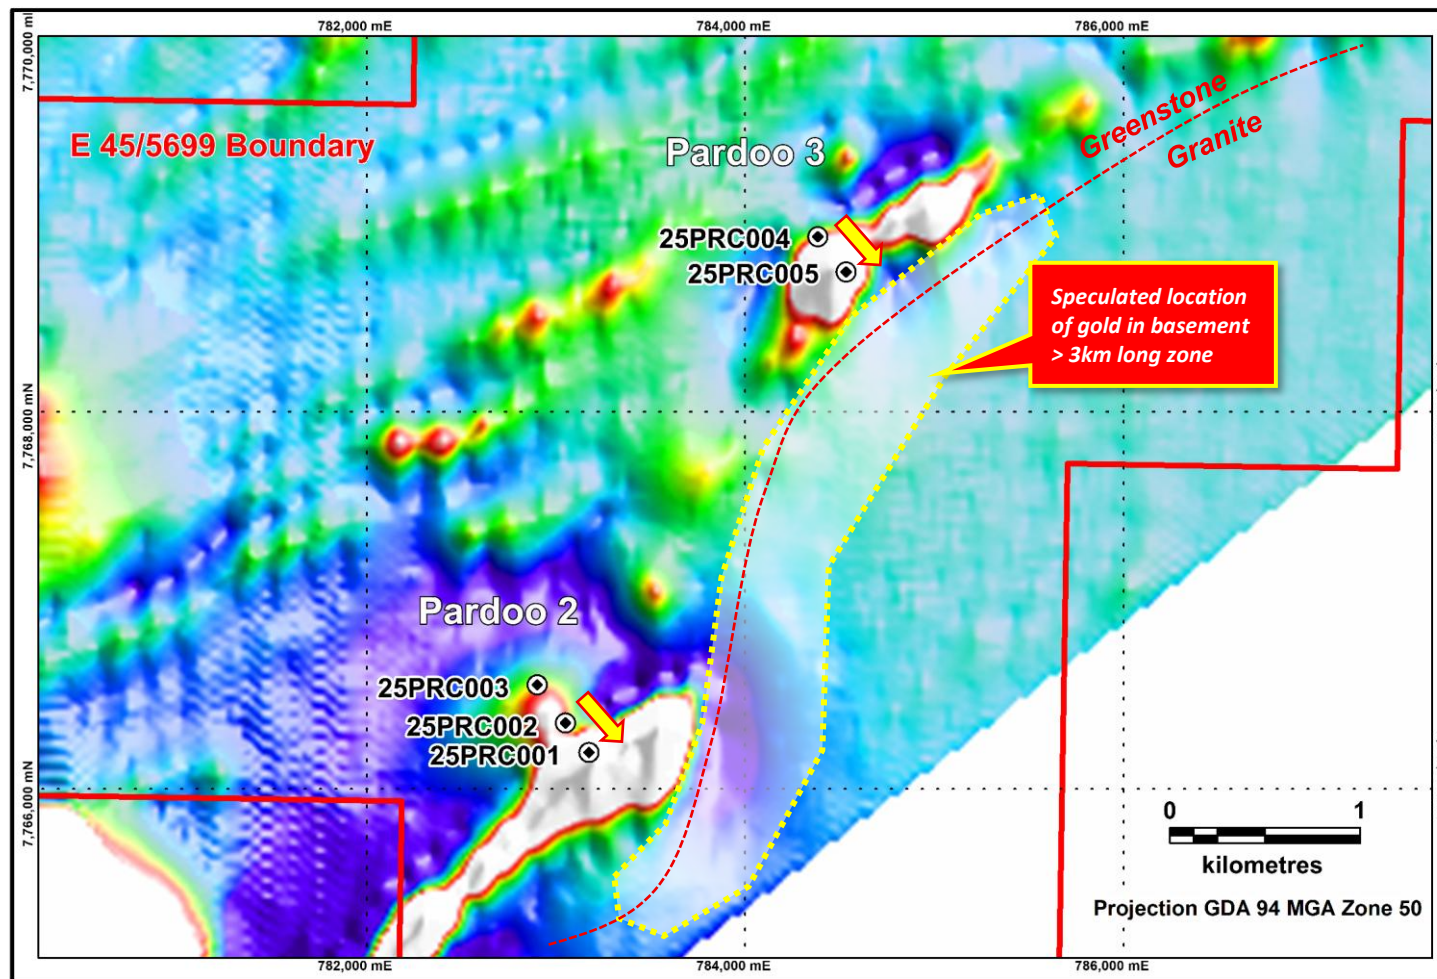 782,000 mE
784,000 mE
786,000 mE
7,770,000 mN
E 45/5699 Boundary
Pardoo 3
Greenstone
Granite
25PRC004
25PRC005
Speculated location
of gold in basement
> 3km long zone
7,768,000 mN
Pardoo 2
25PRC003
25PRC002
25PRC001
7,766,000 mN
0 1
kilometres
Projection GDA 94 MGA Zone 50
782,000 mE
784,000 mE
786,000 mE